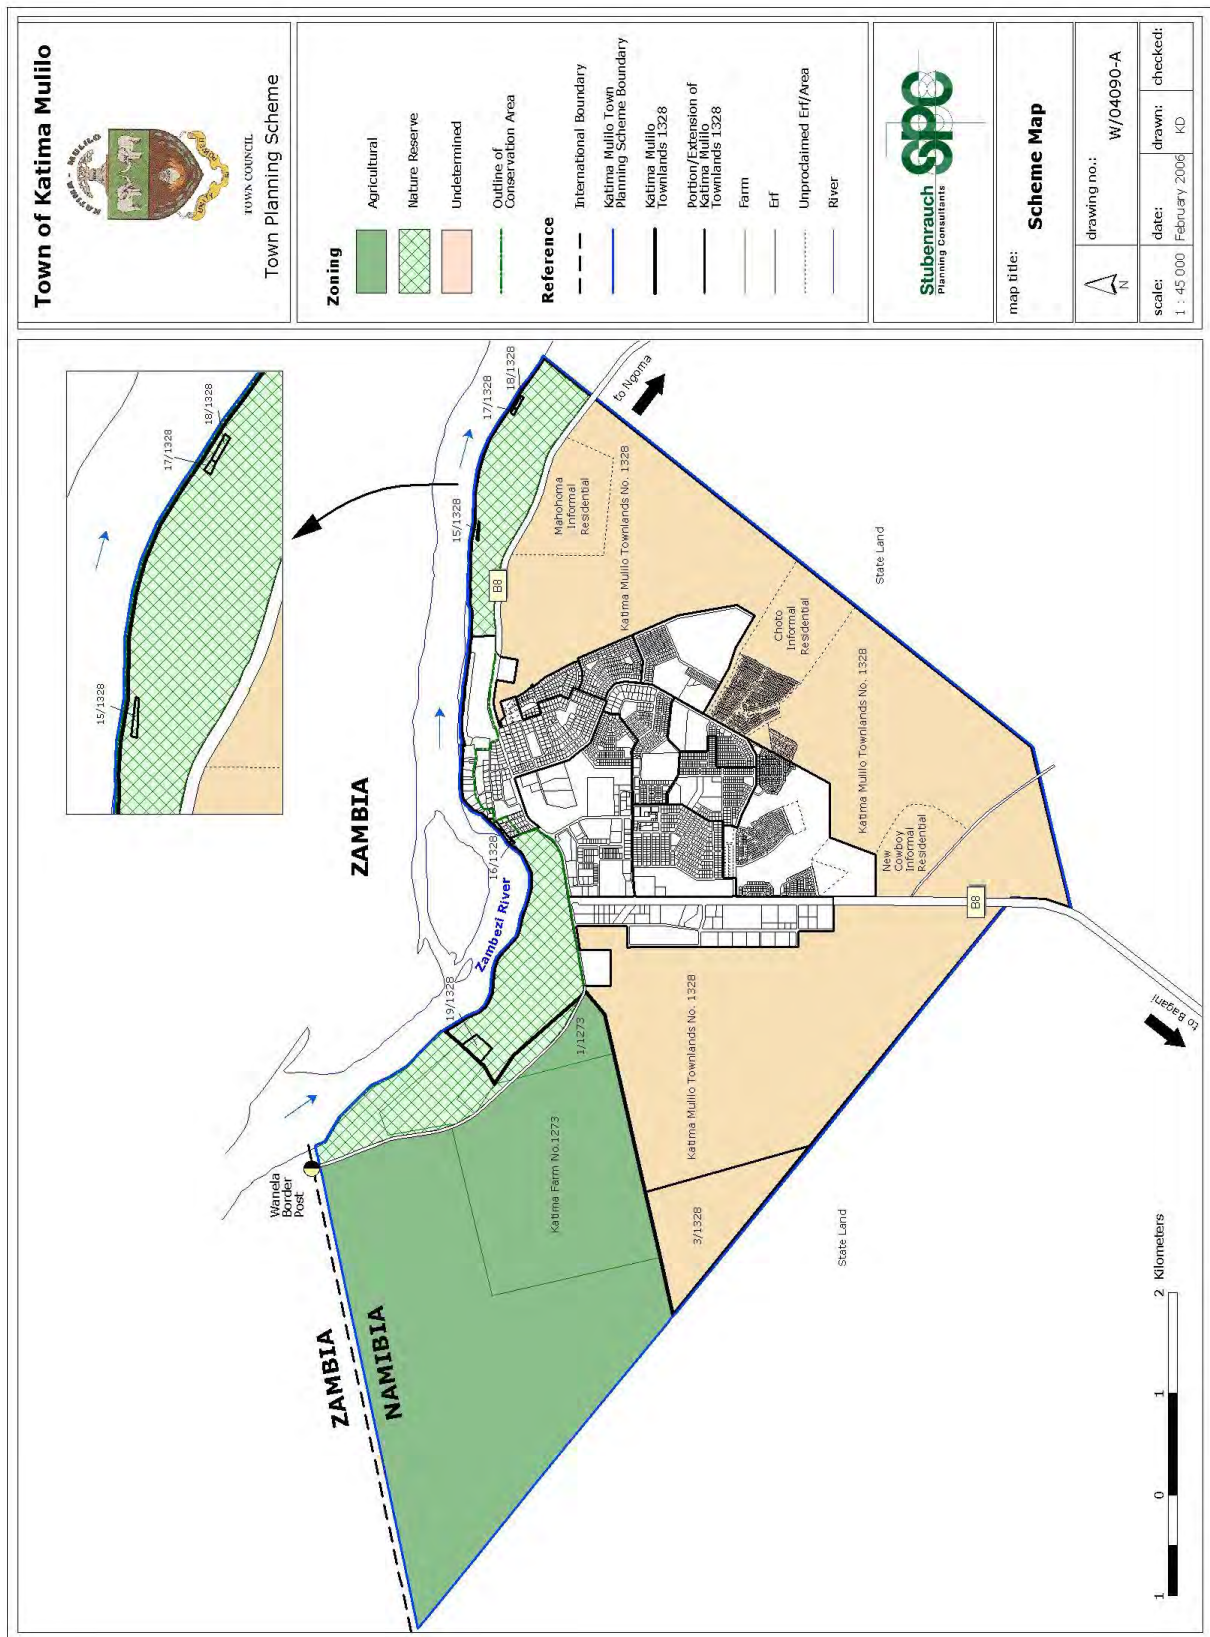 Town of Katima Mulilo
KATIMA - MULILO
TOWN COUNCIL
Town Planning Scheme
Zoning
Agricultural
Nature Reserve
Undetermined
Outline of
Conservation Area
Reference
International Boundary
Katima Mulilo Town
Planning Scheme Boundary
Katima Mulilo
Townlands 1328
Portion/Extension of
Katima Mulilo
Townlands 1328
Farm
Erf
Unproclaimed Erf/Area
River
Stubenrauch
Planning Consultants
spc
map title:
Scheme Map
N
drawing no.:
W/04090-A
scale:
1 : 45 000
date:
February 2006
drawn:
KD
checked:
15/1328
17/1328
18/1328
ZAMBIA
NAMIBIA
Wanela
Border
Post
ZAMBIA
Zambezi River
19/1328
16/1328
15/1328
17/1328
18/1328
B8
to Ngoma
1/1273
Katima Farm No.1273
Mahohoma
Informal
Residential
Katima Mulilo Townlands No. 1328
3/1328
Katima Mulilo Townlands No. 1328
Choto
Informal
Residential
Katima Mulilo Townlands No. 1328
New
Cowboy
Informal
Residential
State Land
State Land
B8
to Bagani
1 0 1 2 Kilometers